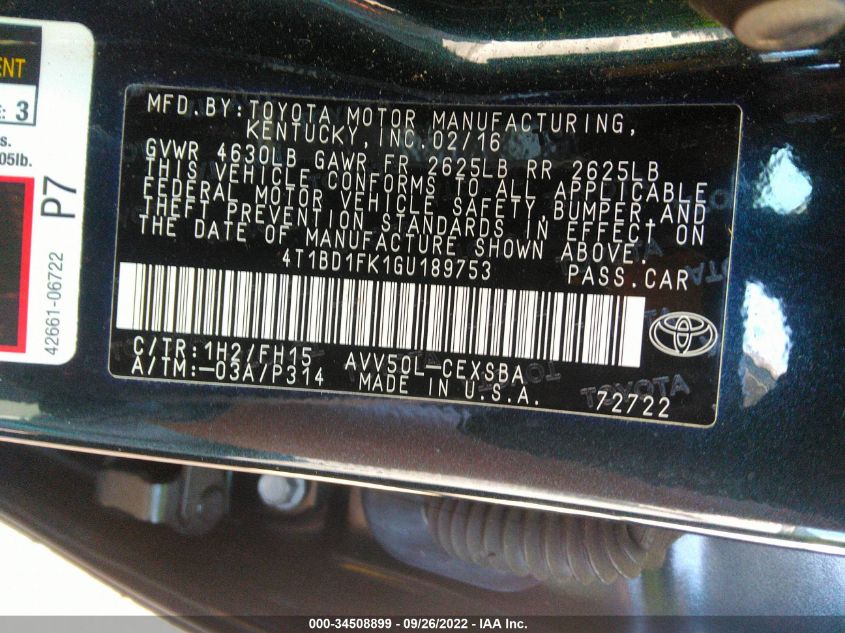 ENT
: 3
s.
05lb.
P7
42661-06722
MFD.BY:TOYOTA MOTOR MANUFACTURING,
KENTUCKY,INC.02/16
GVWR 4630LB GAWR FR 2625LB RR 2625LB
THIS VEHICLE CONFORMS TO ALL APPLICABLE
FEDERAL MOTOR VEHICLE SAFETY,BUMPER,AND
THEFT PREVENTION STANDARDS IN EFFECT ON
THE DATE OF MANUFACTURE SHOWN ABOVE.
4T1BD1FK1GU189753 PASS.CAR
C/TR:1H2/FH15 AVV50L-CEXSBA
A/TM:-03A/P314 MADE IN U.S.A. 72722
TOYOTA
000-34508899 - 09/26/2022 - IAA Inc.